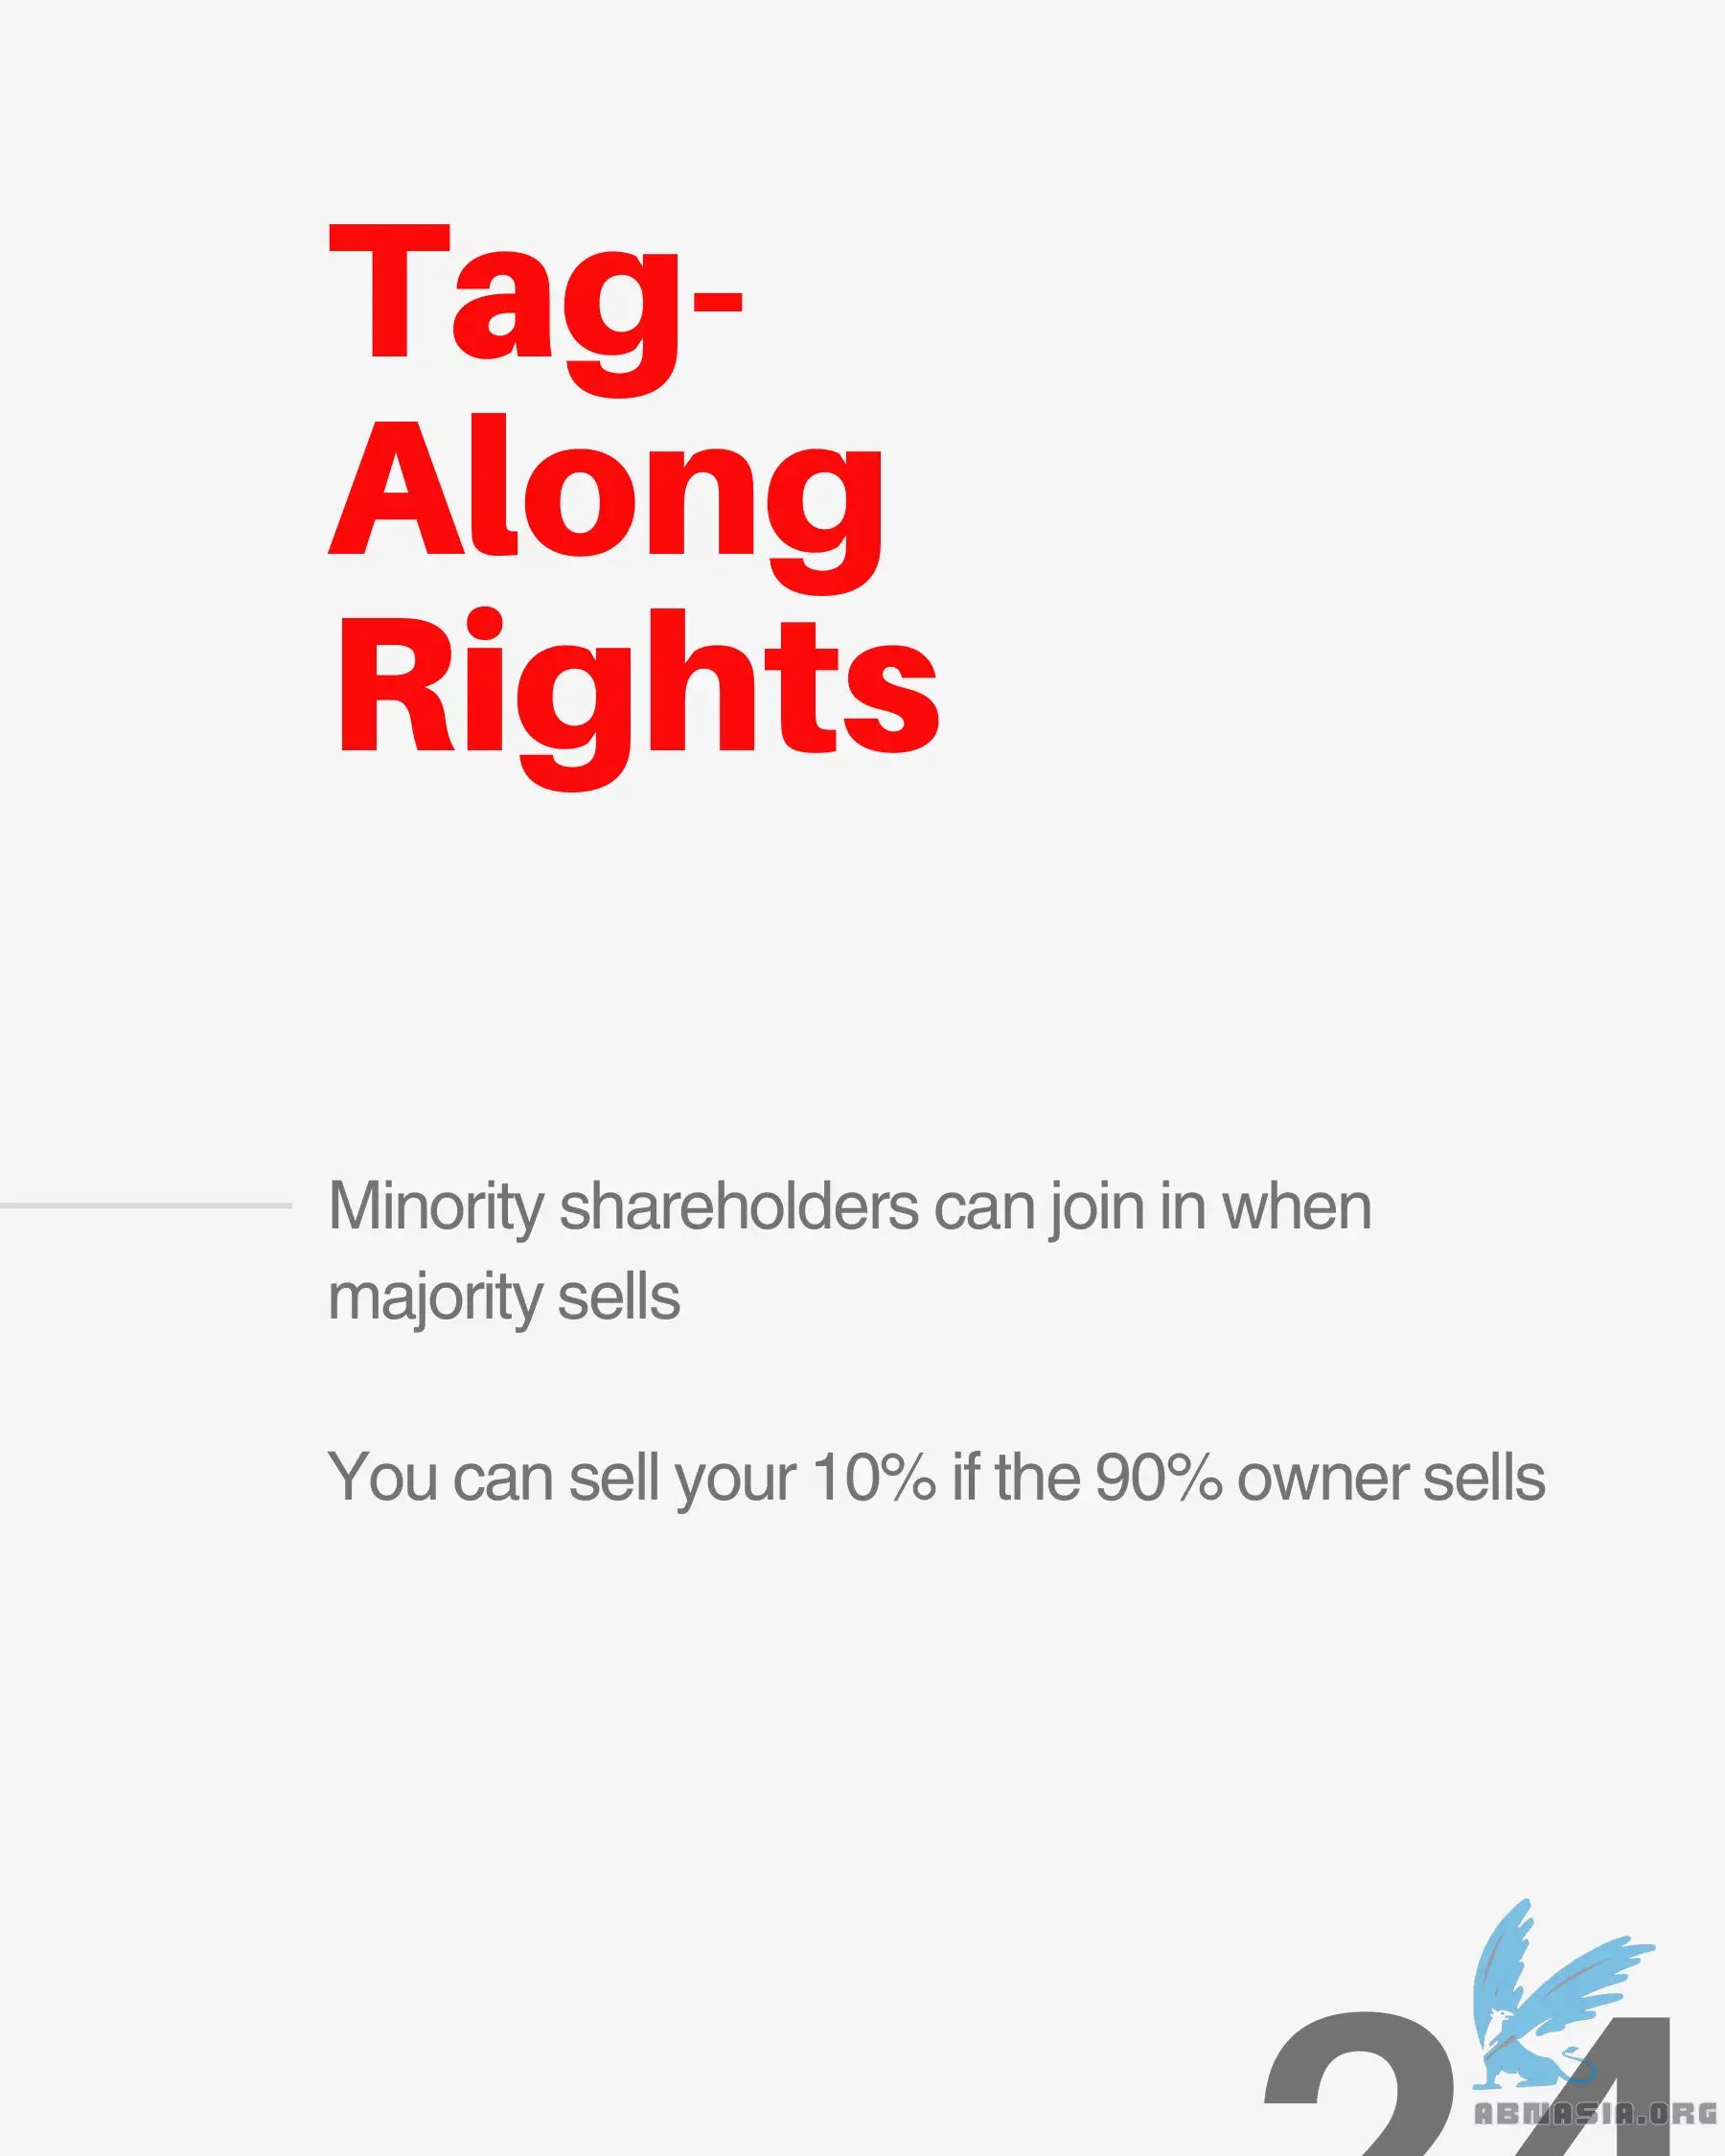 Tag-
Along
Rights
Minority shareholders can join in when
majority sells
You can sell your 10% if the 90% owner sells
24
ABMASIA.ORG